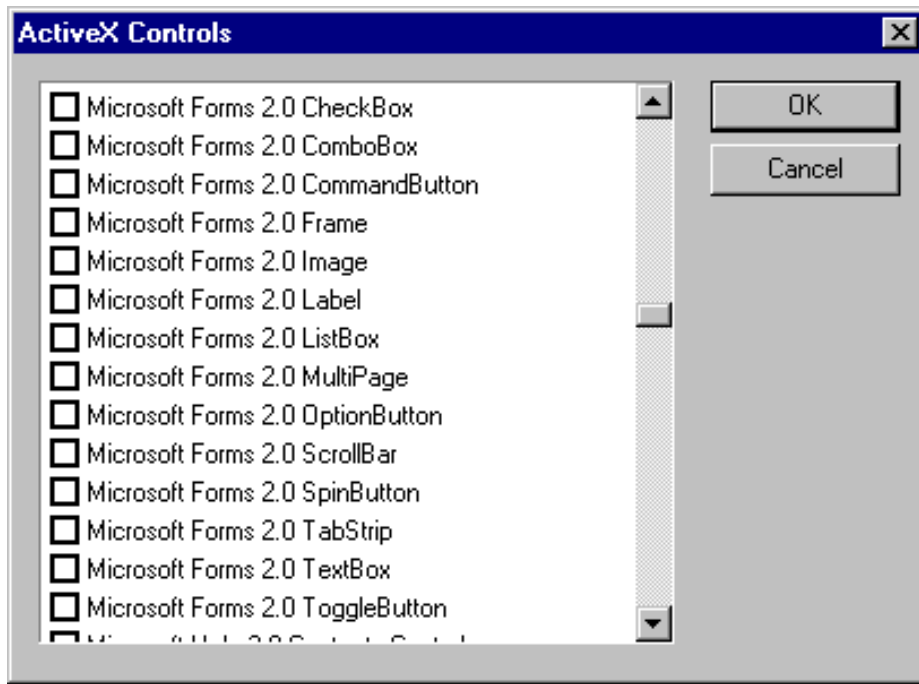 ActiveX Controls
Microsoft Forms 2.0 CheckBox
Microsoft Forms 2.0 ComboBox
Microsoft Forms 2.0 CommandButton
Microsoft Forms 2.0 Frame
Microsoft Forms 2.0 Image
Microsoft Forms 2.0 Label
Microsoft Forms 2.0 ListBox
Microsoft Forms 2.0 MultiPage
Microsoft Forms 2.0 OptionButton
Microsoft Forms 2.0 ScrollBar
Microsoft Forms 2.0 SpinButton
Microsoft Forms 2.0 TabStrip
Microsoft Forms 2.0 TextBox
Microsoft Forms 2.0 ToggleButton
OK
Cancel